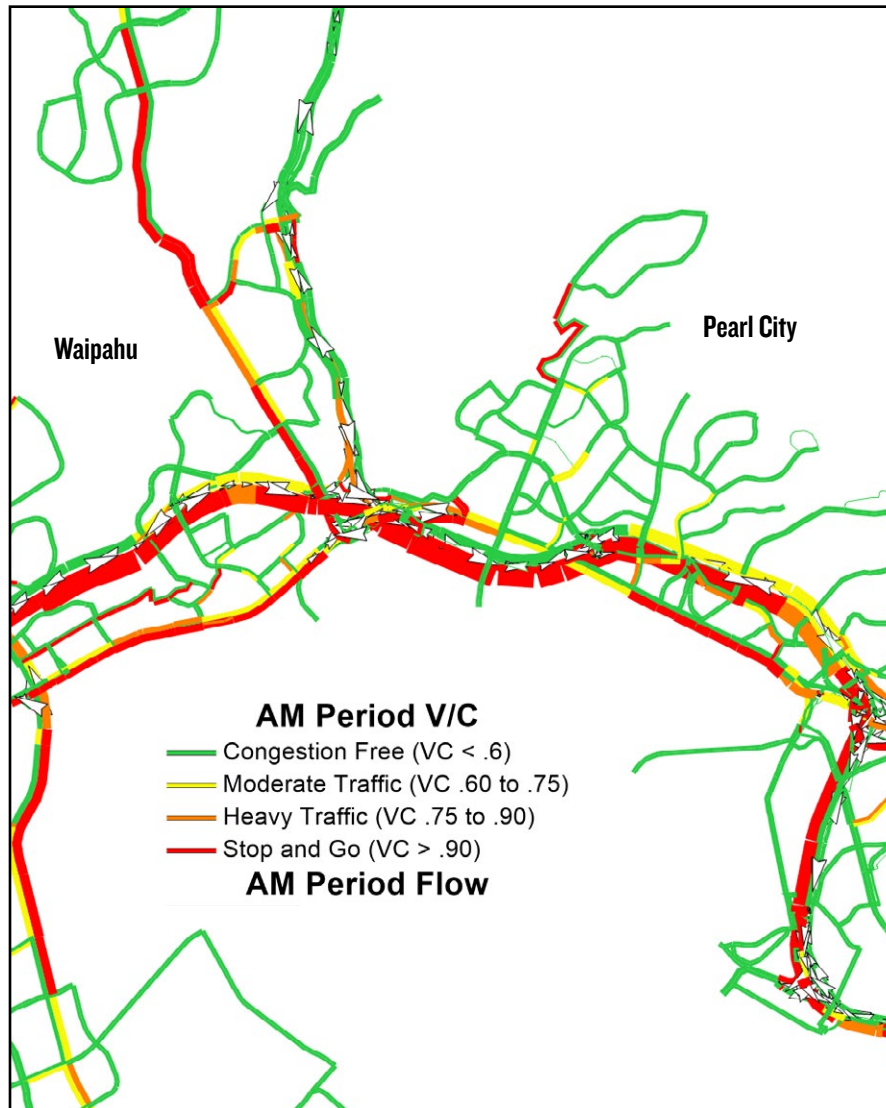 Pearl City
Waipahu
AM Period V/C
Congestion Free (VC < .6)
Moderate Traffic (VC .60 to .75)
Heavy Traffic (VC .75 to .90)
Stop and Go (VC > .90)
AM Period Flow